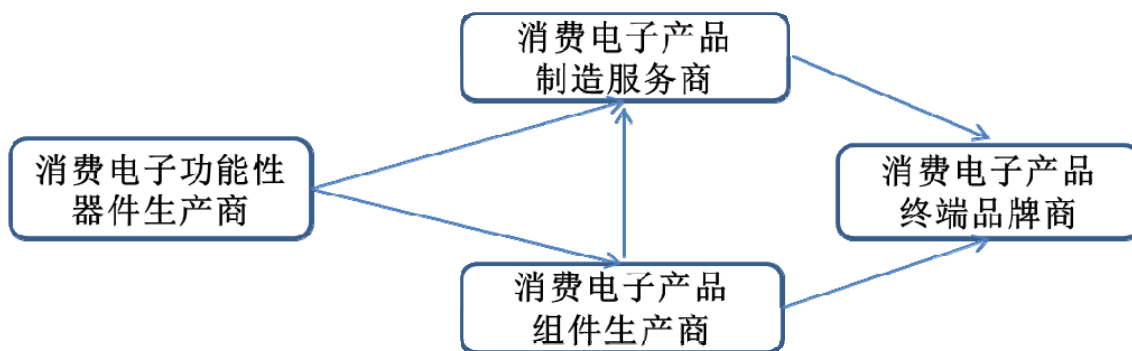 消费电子产品
制造服务商
消费电子功能性
器件生产商
消费电子产品
终端品牌商
消费电子产品
组件生产商